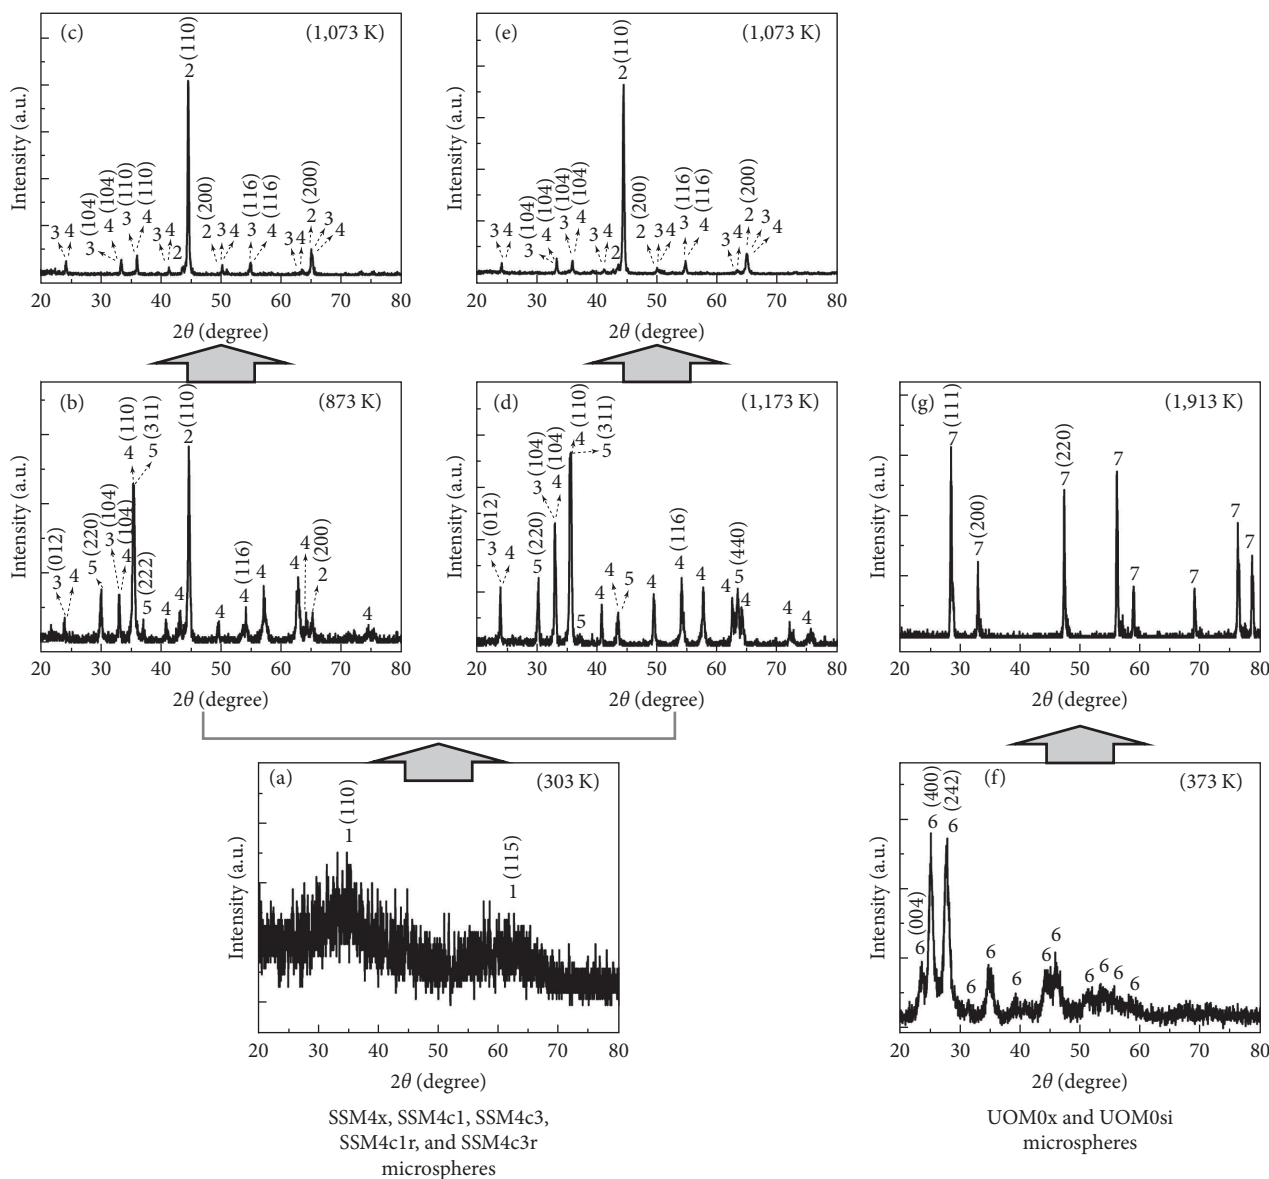 (c)
(1,073 K)
Intensity (a.u.)
3 4
3 (104)
4 (104)
3 (110)
4 (110)
3 4
2
2 (110)
2 (200)
3 4
3 (116)
4 (116)
3 4
2 (200)
3
4
20 30 40 50 60 70 80
2θ (degree)
(e)
(1,073 K)
Intensity (a.u.)
3 4
3 (104)
4 (104)
3 (104)
4 (104)
3 4
2
2 (110)
2 (200)
3 4
3 (116)
4 (116)
3 4
2 (200)
3
4
20 30 40 50 60 70 80
2θ (degree)
(b)
(873 K)
Intensity (a.u.)
3 (012)
4
5 (220)
3 (104)
4 (104)
4 (110)
5 (311)
5 (222)
4
4
2 (110)
4
4 (116)
4
4
4
2 (200)
4
20 30 40 50 60 70 80
2θ (degree)
(d)
(1,173 K)
Intensity (a.u.)
3 (012)
4
5 (220)
3 (104)
4 (104)
4 (110)
5 (311)
5
4
4
5
4
4 (116)
4
4
5 (440)
4
4
4
20 30 40 50 60 70 80
2θ (degree)
(g)
(1,913 K)
Intensity (a.u.)
7 (111)
7 (200)
7 (220)
7
7
7
7
7
20 30 40 50 60 70 80
2θ (degree)
(a)
(303 K)
Intensity (a.u.)
1 (110)
1 (115)
20 30 40 50 60 70 80
2θ (degree)
SSM4x, SSM4c1, SSM4c3,
SSM4c1r, and SSM4c3r
microspheres
(f)
(373 K)
Intensity (a.u.)
6 (004)
6 (400)
6 (242)
6
6
6
6
6
6
6
6
6
20 30 40 50 60 70 80
2θ (degree)
UOM0x and UOM0si
microspheres